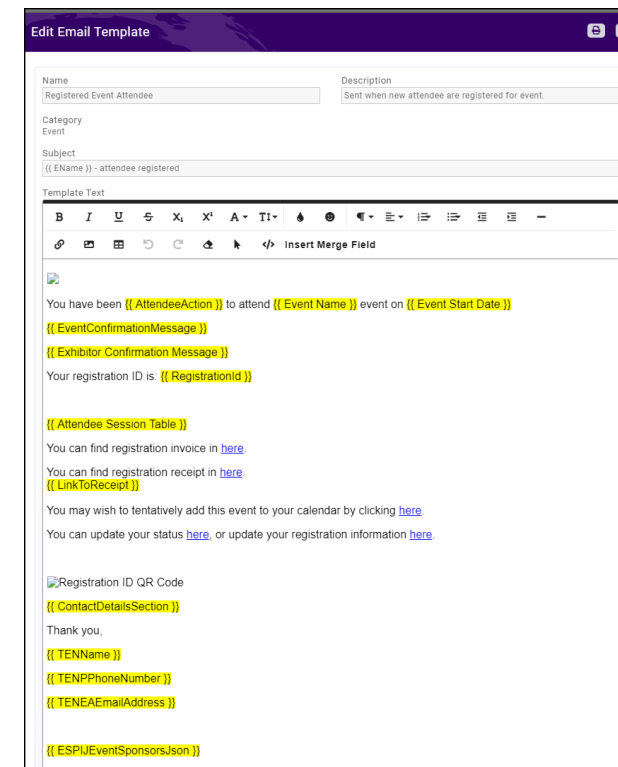 Edit Email Template
Name
Description
Registered Event Attendee
Sent when new attendee are registered for event.
Category
Event
Subject
{{ EName }} - attendee registered
Template Text
B I U S X₁ X¹ A T
Insert Merge Field
You have been {{ AttendeeAction }} to attend {{ Event Name }} event on {{ Event Start Date }}
{{ EventConfirmationMessage }}
{{ Exhibitor Confirmation Message }}
Your registration ID is: {{ RegistrationId }}
{{ Attendee Session Table }}
You can find registration invoice in here.
You can find registration receipt in here.
{{ LinkToReceipt }}
You may wish to tentatively add this event to your calendar by clicking here.
You can update your status here, or update your registration information here.
Registration ID QR Code
{{ ContactDetailsSection }}
Thank you,
{{ TENName }}
{{ TENPPhoneNumber }}
{{ TENEAEmailAddress }}
{{ ESPIJEventSponsorsJson }}